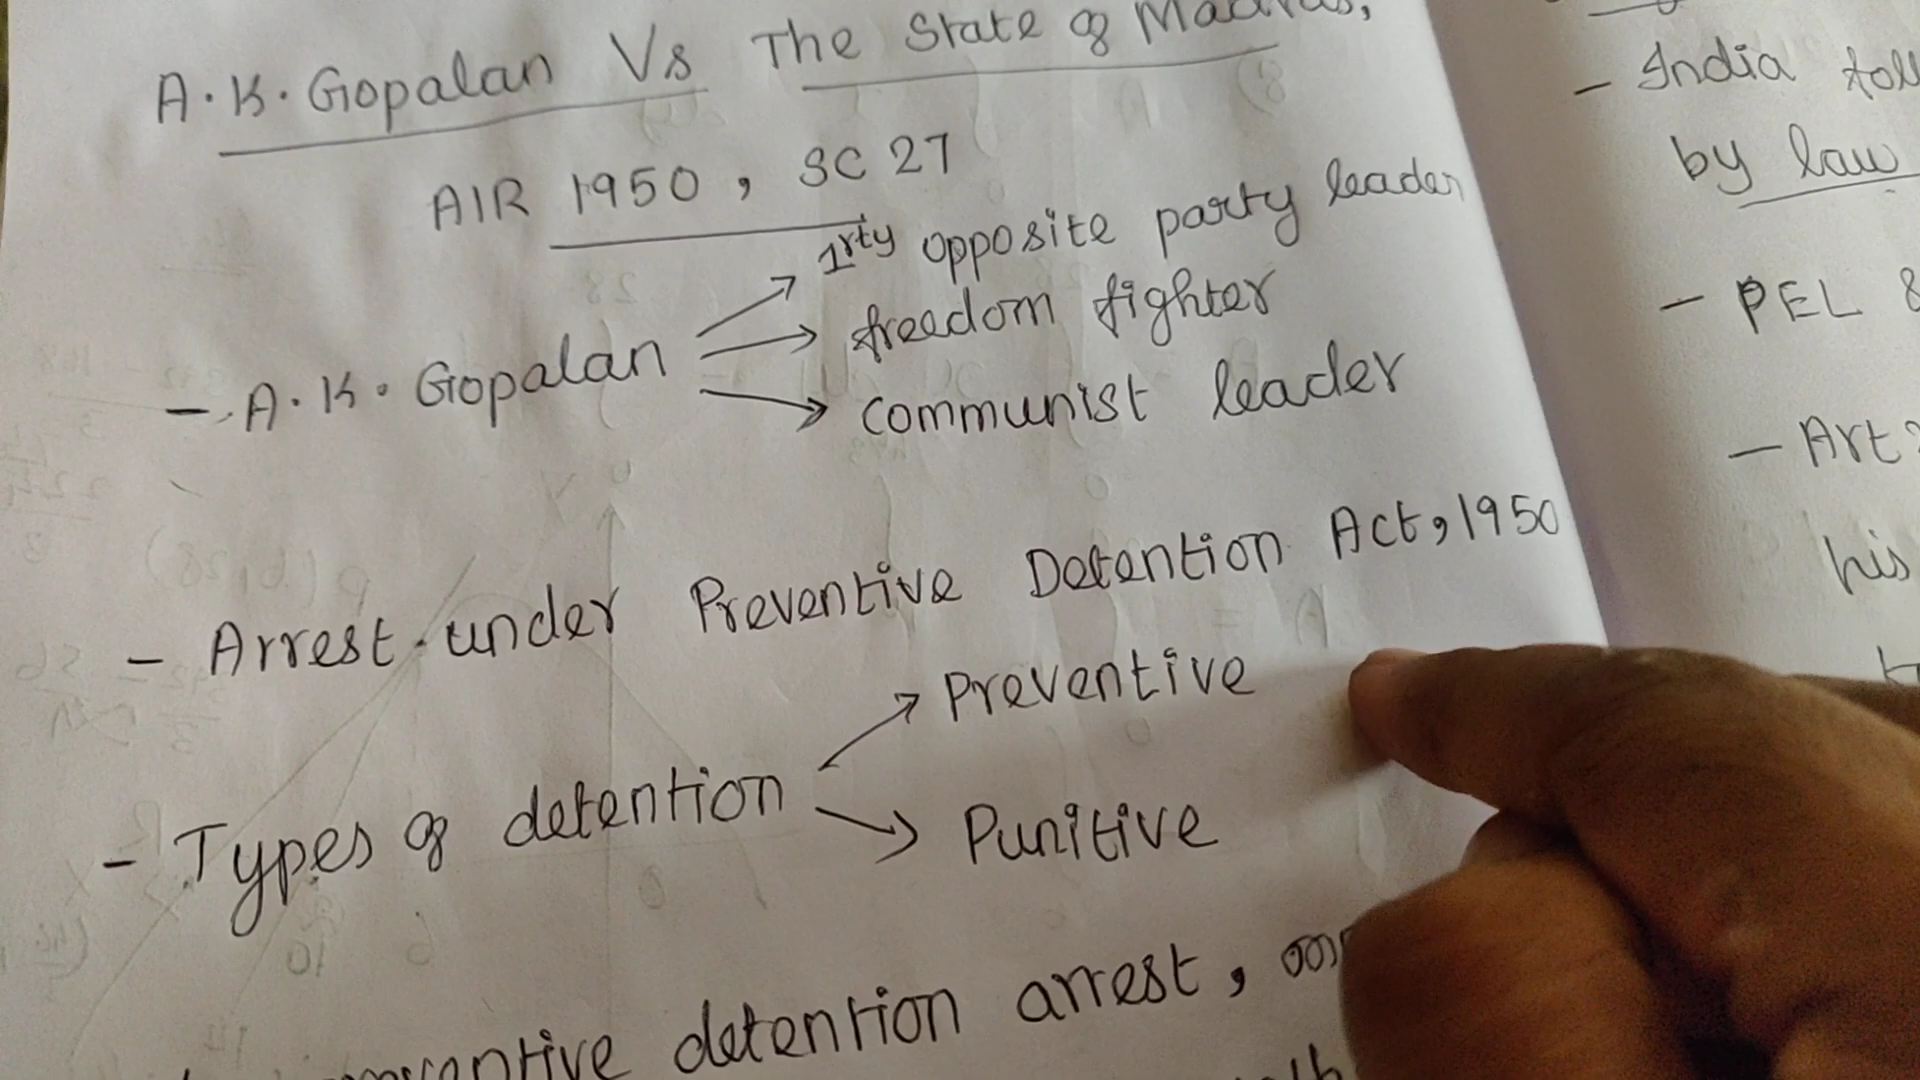 A.K.Gopalan Vs The State of Madras,
AIR 1950, SC 27
1rty opposite party leader
- A.K. Gopalan freedom fighter
communist leader
- Arrest under Preventive Detention Act, 1950
Preventive
- Types of detention
Punitive
detention arrest,
- India
by law
- PEL &
- Art
his